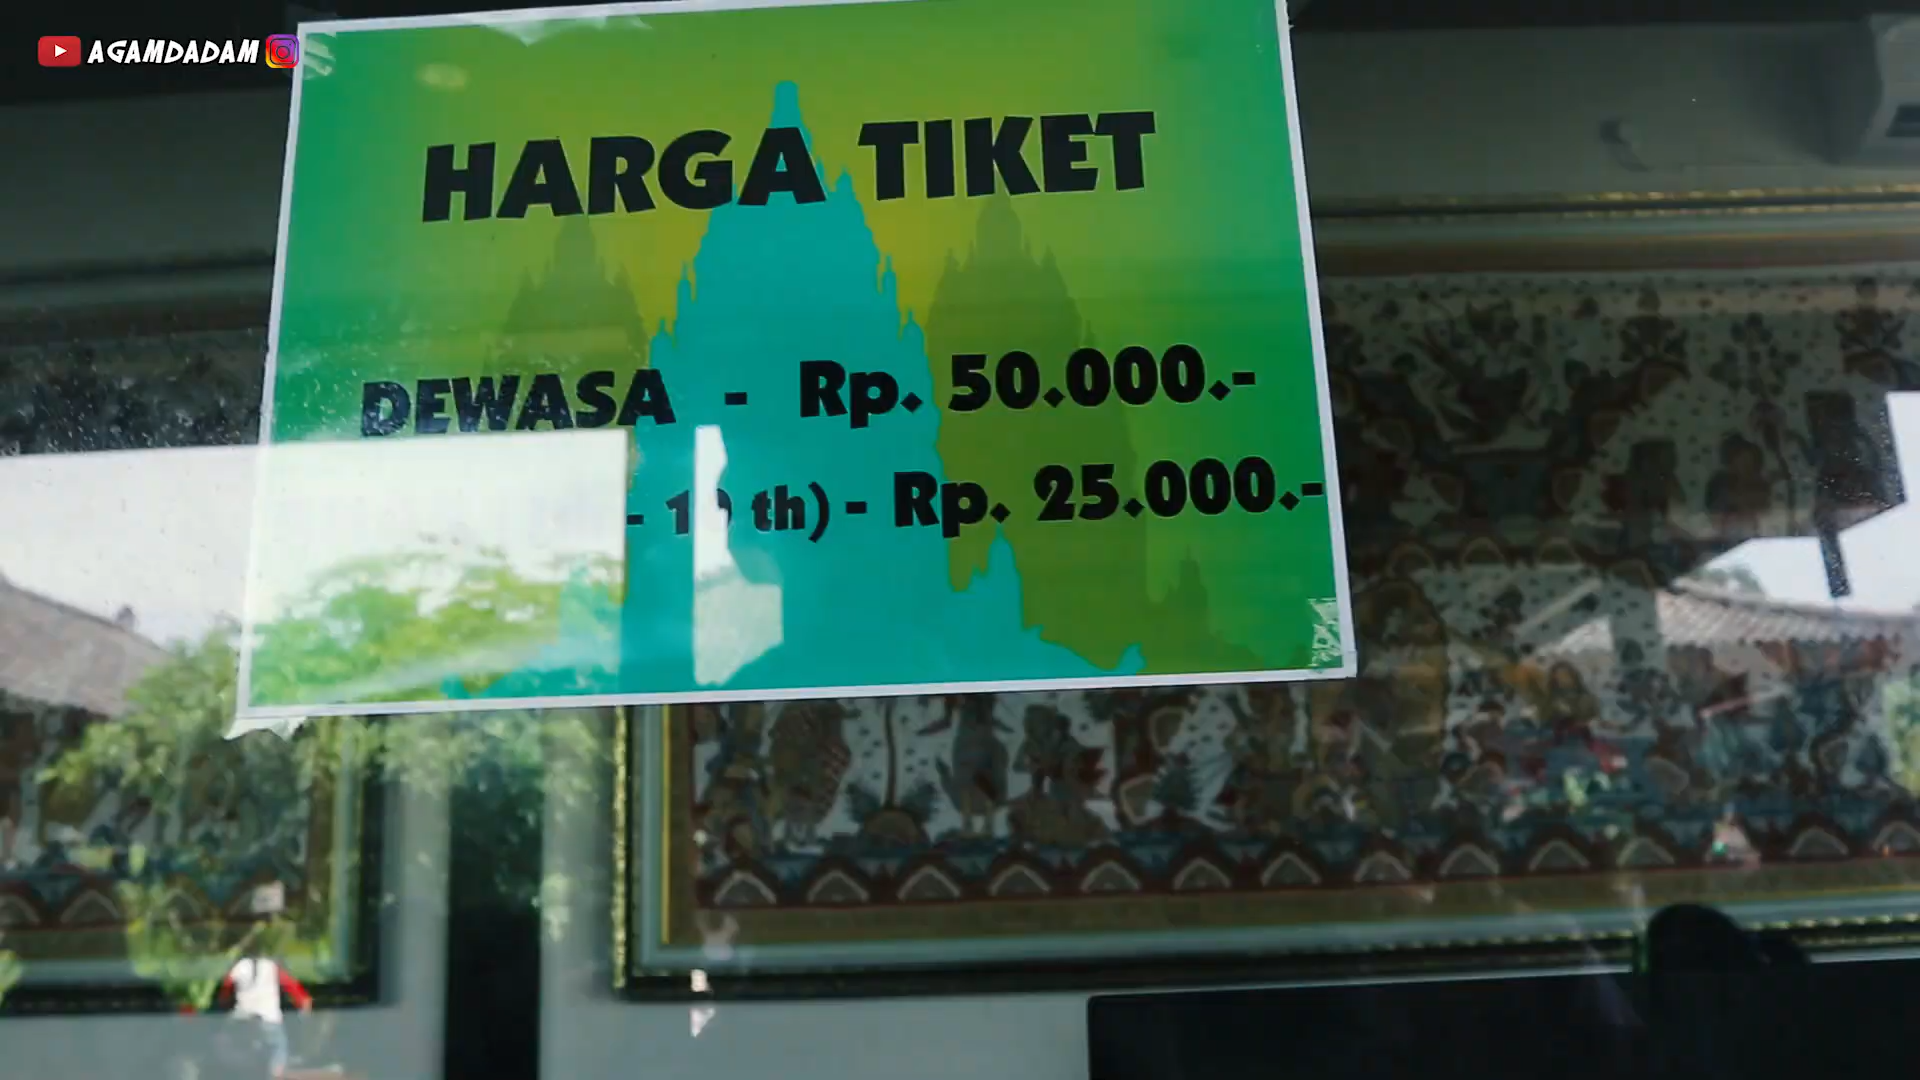 AGAMDADAM
HARGA TIKET
DEWASA - Rp. 50.000.-
th) - Rp. 25.000.-